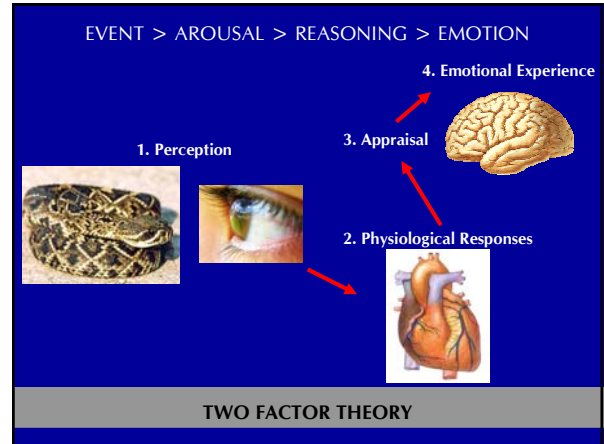 EVENT > AROUSAL > REASONING > EMOTION
4. Emotional Experience
3. Appraisal
1. Perception
2. Physiological Responses
TWO FACTOR THEORY